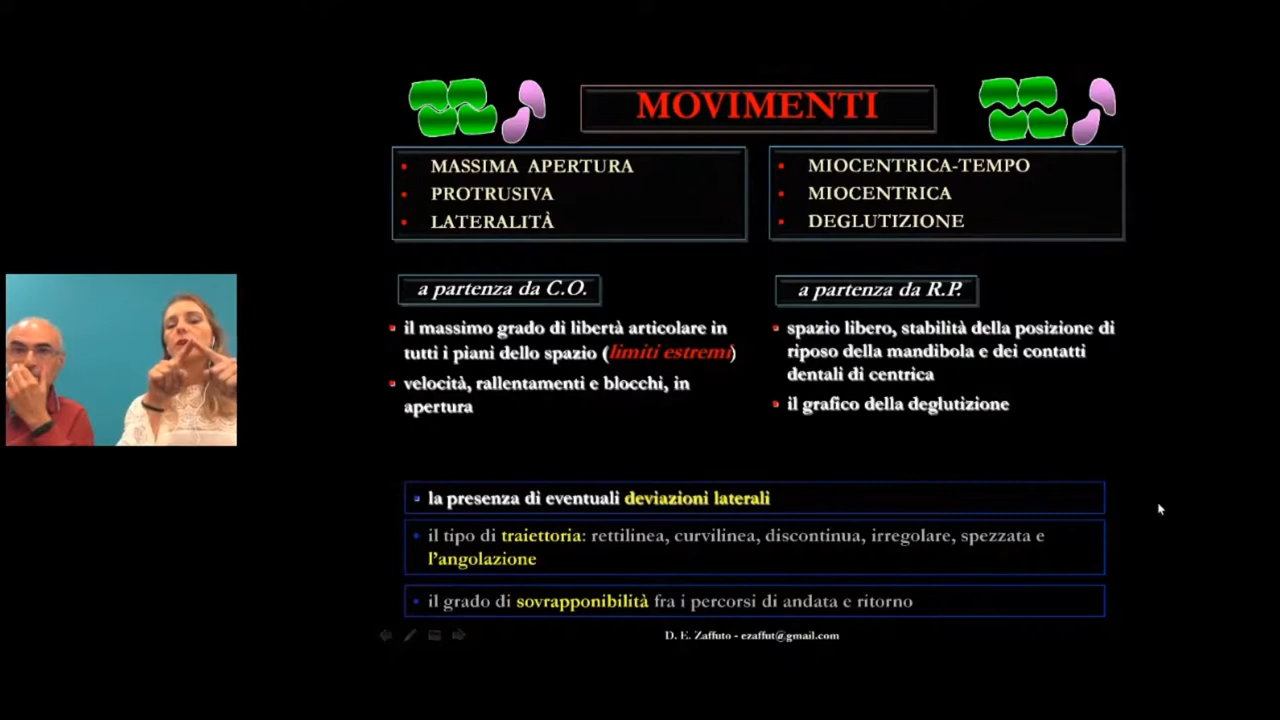 MOVIMENTI
MASSIMA APERTURA
PROTRUSIVA
LATERALITÀ
MIOCENTRICA-TEMPO
MIOCENTRICA
DEGLUTIZIONE
a partenza da C.O.
il massimo grado di libertà articolare in
tutti i piani dello spazio (limiti estremi)
velocità, rallentamenti e blocchi, in
apertura
a partenza da R.P.
spazio libero, stabilità della posizione di
riposo della mandibola e dei contatti
dentali di centrica
il grafico della deglutizione
la presenza di eventuali deviazioni laterali
il tipo di traiettoria: rettilinea, curvilinea, discontinua, irregolare, spezzata e
l'angolazione
il grado di sovrapponibilità fra i percorsi di andata e ritorno
D. E. Zaffuto - ezaffut@gmail.com